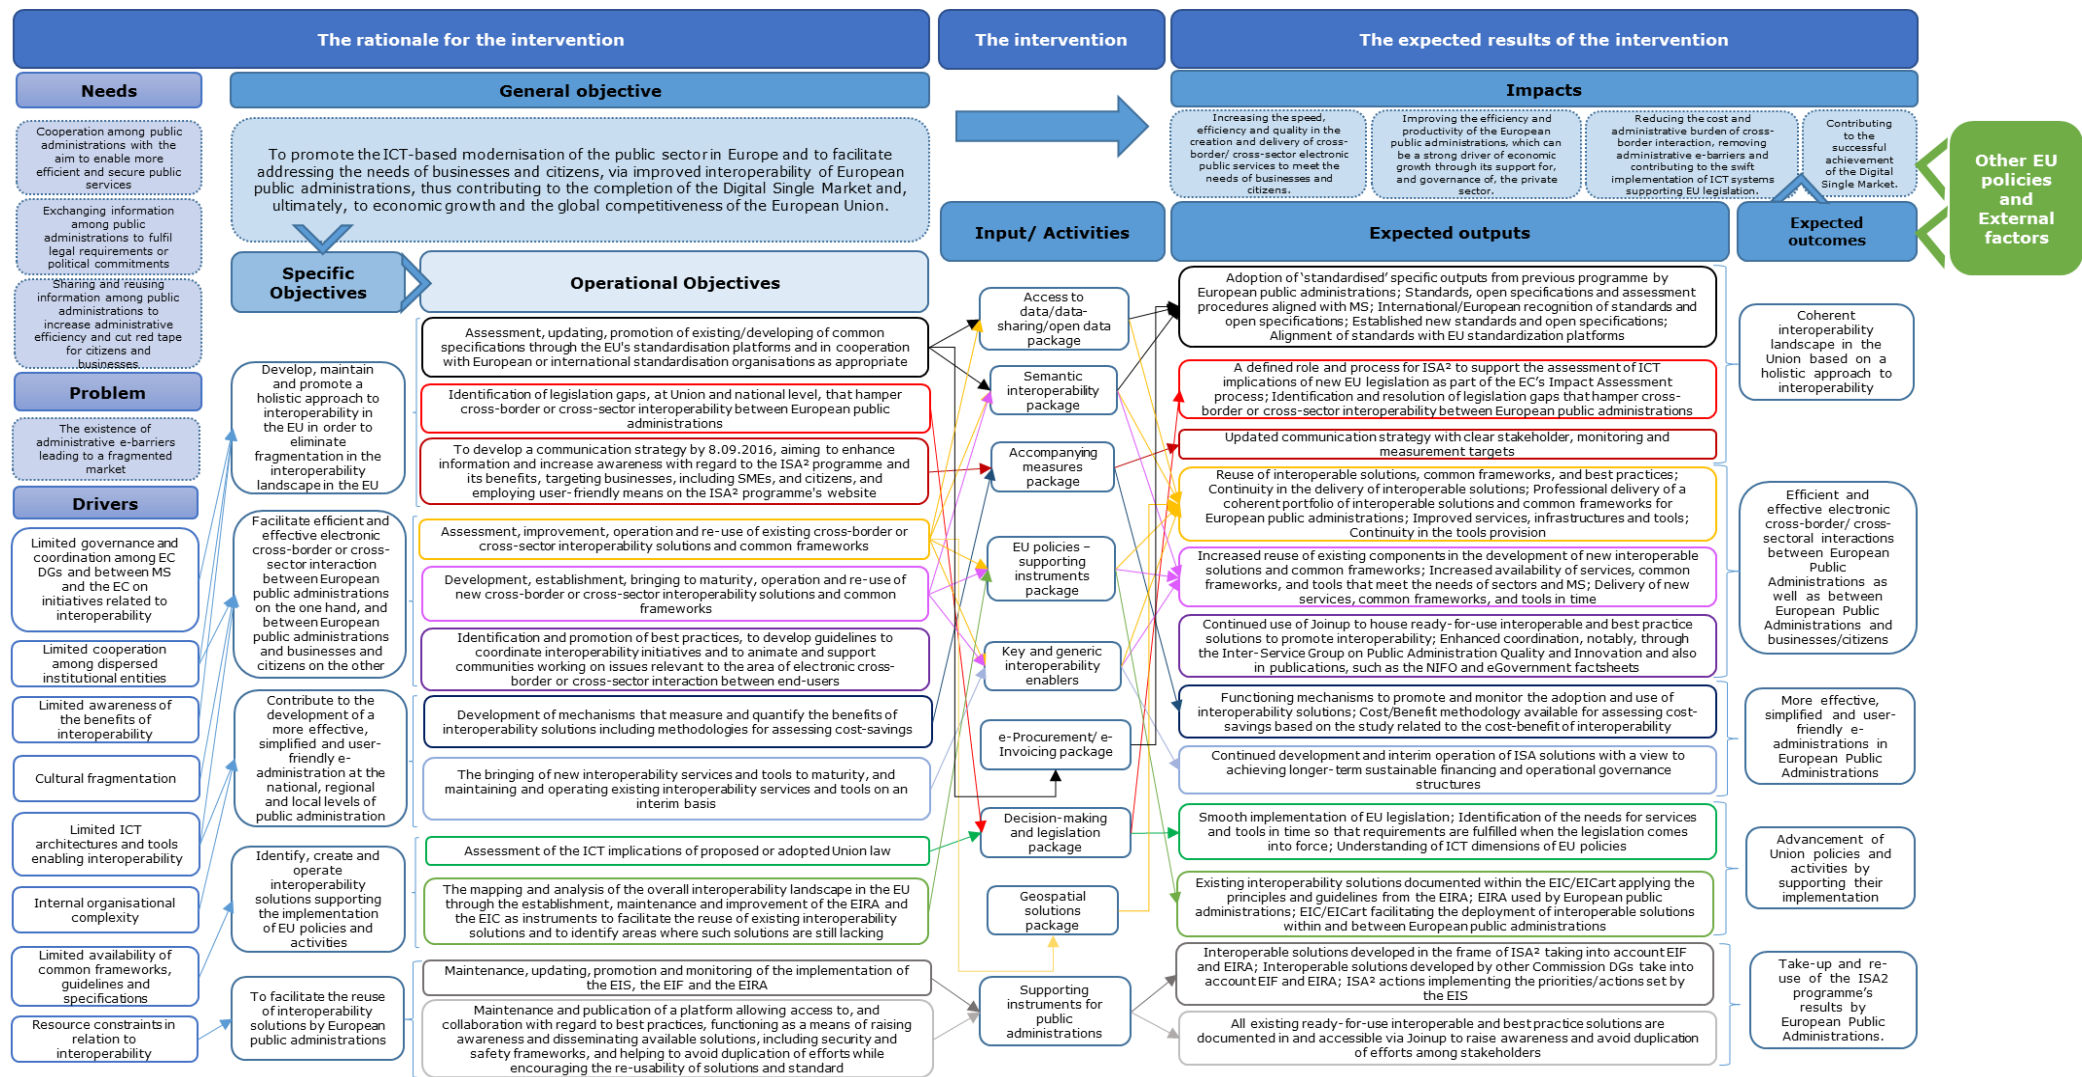 The rationale for the intervention
The intervention
The expected results of the intervention
Needs
General objective
Impacts
Cooperation among public
administrations with the
aim to enable more
efficient and secure public
services
Exchanging information
among public
administrations to fulfil
legal requirements or
political commitments
Sharing and reusing
information among public
administrations to
increase administrative
efficiency and cut red tape
for citizens and
businesses
Problem
The existence of
administrative e-barriers
leading to a fragmented
market
Drivers
Limited governance and
coordination among EC
DGs and between MS
and the EC on
initiatives related to
interoperability
Limited cooperation
among dispersed
institutional entities
Limited awareness of
the benefits of
interoperability
Cultural fragmentation
Limited ICT
architectures and tools
enabling interoperability
Internal organisational
complexity
Limited availability of
common frameworks,
guidelines and
specifications
Resource constraints in
relation to
interoperability
To promote the ICT-based modernisation of the public sector in Europe and to facilitate
addressing the needs of businesses and citizens, via improved interoperability of European
public administrations, thus contributing to the completion of the Digital Single Market and,
ultimately, to economic growth and the global competitiveness of the European Union.
Specific
Objectives
Operational Objectives
Develop, maintain
and promote a
holistic approach to
interoperability in
the EU in order to
eliminate
fragmentation in the
interoperability
landscape in the EU
Facilitate efficient and
effective electronic
cross-border or cross-
sector interaction
between European
public administrations
on the one hand, and
between European
public administrations
and businesses and
citizens on the other
Contribute to the
development of a
more effective,
simplified and user-
friendly e-
administration at the
national, regional
and local levels of
public administration
Identify, create and
operate
interoperability
solutions supporting
the implementation
of EU policies and
activities
To facilitate the reuse
of interoperability
solutions by European
public administrations
Assessment, updating, promotion of existing/developing of common
specifications through the EU's standardisation platforms and in cooperation
with European or international standardisation organisations as appropriate
Identification of legislation gaps, at Union and national level, that hamper
cross-border or cross-sector interoperability between European public
administrations
To develop a communication strategy by 8.09.2016, aiming to enhance
information and increase awareness with regard to the ISA² programme and
its benefits, targeting businesses, including SMEs, and citizens, and
employing user-friendly means on the ISA² programme's website
Assessment, improvement, operation and re-use of existing cross-border or
cross-sector interoperability solutions and common frameworks
Development, establishment, bringing to maturity, operation and re-use of
new cross-border or cross-sector interoperability solutions and common
frameworks
Identification and promotion of best practices, to develop guidelines to
coordinate interoperability initiatives and to animate and support
communities working on issues relevant to the area of electronic cross-
border or cross-sector interaction between end-users
Development of mechanisms that measure and quantify the benefits of
interoperability solutions including methodologies for assessing cost-savings
The bringing of new interoperability services and tools to maturity, and
maintaining and operating existing interoperability services and tools on an
interim basis
Assessment of the ICT implications of proposed or adopted Union law
The mapping and analysis of the overall interoperability landscape in the EU
through the establishment, maintenance and improvement of the EIRA and
the EIC as instruments to facilitate the reuse of existing interoperability
solutions and to identify areas where such solutions are still lacking
Maintenance, updating, promotion and monitoring of the implementation of
the EIS, the EIF and the EIRA
Maintenance and publication of a platform allowing access to, and
collaboration with regard to best practices, functioning as a means of raising
awareness and disseminating available solutions, including security and
safety frameworks, and helping to avoid duplication of efforts while
encouraging the re-usability of solutions and standard
Input/ Activities
Access to
data/data-
sharing/open data
package
Semantic
interoperability
package
Accompanying
measures
package
EU policies –
supporting
instruments
package
Key and generic
interoperability
enablers
e-Procurement/ e-
Invoicing package
Decision-making
and legislation
package
Geospatial
solutions
package
Supporting
instruments for
public
administrations
Increasing the speed,
efficiency and quality in the
creation and delivery of cross-
border/ cross-sector electronic
public services to meet the
needs of businesses and
citizens.
Improving the efficiency and
productivity of the European
public administrations, which can
be a strong driver of economic
growth through its support for,
and governance of, the private
sector.
Reducing the cost and
administrative burden of cross-
border interaction, removing
administrative e-barriers and
contributing to the swift
implementation of ICT systems
supporting EU legislation.
Contributing
to the
successful
achievement
of the Digital
Single Market.
Expected outputs
Expected
outcomes
Adoption of ‘standardised’ specific outputs from previous programme by
European public administrations; Standards, open specifications and assessment
procedures aligned with MS; International/European recognition of standards and
open specifications; Established new standards and open specifications;
Alignment of standards with EU standardization platforms
A defined role and process for ISA² to support the assessment of ICT
implications of new EU legislation as part of the EC’s Impact Assessment
process; Identification and resolution of legislation gaps that hamper cross-
border or cross-sector interoperability between European public administrations
Updated communication strategy with clear stakeholder, monitoring and
measurement targets
Reuse of interoperable solutions, common frameworks, and best practices;
Continuity in the delivery of interoperable solutions; Professional delivery of a
coherent portfolio of interoperable solutions and common frameworks for
European public administrations; Improved services, infrastructures and tools;
Continuity in the tools provision
Increased reuse of existing components in the development of new interoperable
solutions and common frameworks; Increased availability of services, common
frameworks, and tools that meet the needs of sectors and MS; Delivery of new
services, common frameworks, and tools in time
Continued use of Joinup to house ready-for-use interoperable and best practice
solutions to promote interoperability; Enhanced coordination, notably, through
the Inter-Service Group on Public Administration Quality and Innovation and also
in publications, such as the NIFO and eGovernment factsheets
Functioning mechanisms to promote and monitor the adoption and use of
interoperability solutions; Cost/Benefit methodology available for assessing cost-
savings based on the study related to the cost-benefit of interoperability
Continued development and interim operation of ISA solutions with a view to
achieving longer-term sustainable financing and operational governance
structures
Smooth implementation of EU legislation; Identification of the needs for services
and tools in time so that requirements are fulfilled when the legislation comes
into force; Understanding of ICT dimensions of EU policies
Existing interoperability solutions documented within the EIC/EICart applying the
principles and guidelines from the EIRA; EIRA used by European public
administrations; EIC/EICart facilitating the deployment of interoperable solutions
within and between European public administrations
Interoperable solutions developed in the frame of ISA² taking into account EIF
and EIRA; Interoperable solutions developed by other Commission DGs take into
account EIF and EIRA; ISA² actions implementing the priorities/actions set by
the EIS
All existing ready-for-use interoperable and best practice solutions are
documented in and accessible via Joinup to raise awareness and avoid duplication
of efforts among stakeholders
Coherent
interoperability
landscape in the
Union based on a
holistic approach to
interoperability
Efficient and
effective electronic
cross-border/ cross-
sectoral interactions
between European
Public
Administrations as
well as between
European Public
Administrations and
businesses/citizens
More effective,
simplified and user-
friendly e-
administrations in
European Public
Administrations
Advancement of
Union policies and
activities by
supporting their
implementation
Take-up and re-
use of the ISA2
programme’s
results by
European Public
Administrations.
Other EU
policies
and
External
factors